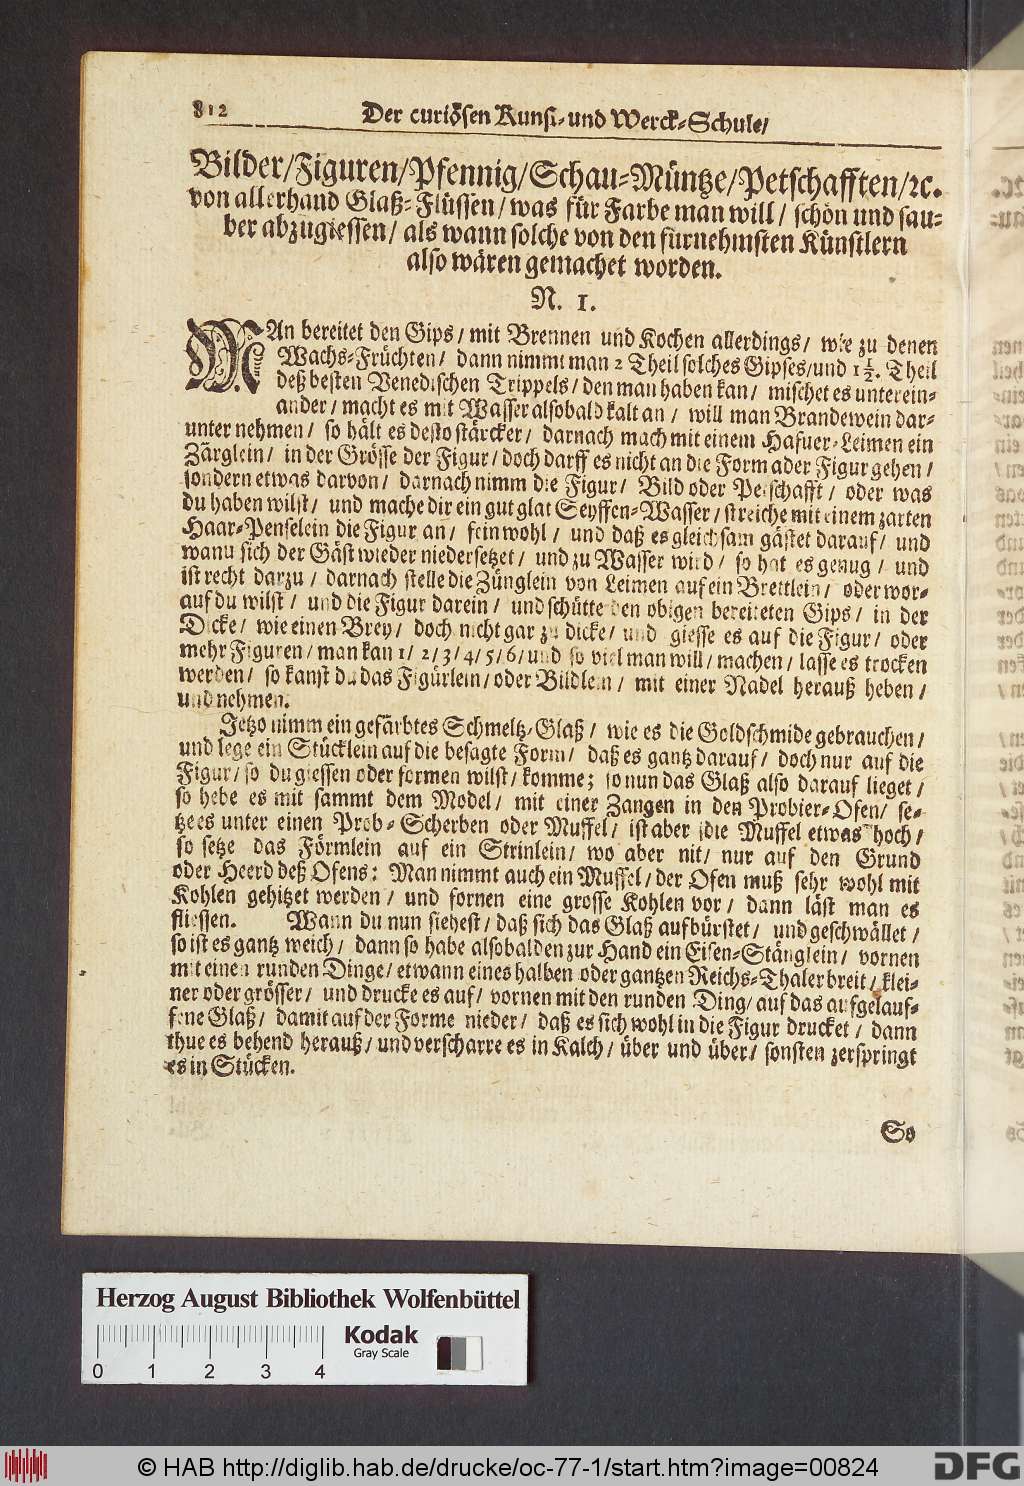 812 Der curiösen Kunst- und Werck-Schule/
Bilder/Figuren/Pfennig/Schau-Müntze/Petschafften/ꝛc.
von allerhand Glaß-Flüssen/was für Farbe man will/ schön und sau-
ber abzugiessen/ als wann solche von den fürnehmsten Künstlern
also wären gemachet worden.
N. 1.
MAn bereitet den Gips/ mit Brennen und Kochen allerdings/ wie zu denen
Wachs-Früchten/ dann nimmt man 2 Theil solches Gipses/und 1½. Theil
deß besten Venedischen Trippels/ den man haben kan/ mischet es unterein-
ander/ macht es mit Wasser alsobald kalt an/ will man Brandewein dar-
unter nehmen/ so hält es desto stärcker/ darnach mach mit einem Hafner-Leimen ein
Zärglein/ in der Grösse der Figur/ doch darff es nicht an die Form ader Figur gehen/
sondern etwas darvon/ darnach nimm die Figur/ Bild oder Petschafft/ oder was
du haben wilst/ und mache dir ein gut glat Seyffen-Wasser/ streiche mit einem zarten
Haar-Penselein die Figur an/ fein wohl/ und daß es gleichsam gästet darauf/ und
wanu sich der Gäst wieder niedersetzet/ und zu Wasser wird/ so hat es genug/ und
ist recht darzu/ darnach stelle die Zünglein von Leimen auf ein Brettlein/ oder wor-
auf du wilst/ und die Figur darein/ und schütte den obigen bereiteten Gips/ in der
Dicke/ wie einen Brey/ doch nicht gar zu dicke/ und giesse es auf die Figur/ oder
mehr Figuren/ man kan 1/ 2/ 3/ 4/ 5/ 6/ und so viel man will/ machen/ lasse es trocken
werden/ so kanst du das Figürlein/ oder Bildlein/ mit einer Nadel herauß heben/
und nehmen.
Jetzo nimm ein gefärbtes Schmeltz-Glaß/ wie es die Goldschmide gebrauchen/
und lege ein Stücklein auf die besagte Form/ daß es gantz darauf/ doch nur auf die
Figur/ so du giessen oder formen wilst/ komme; so nun das Glaß also darauf lieget/
so hebe es mit sammt dem Model/ mit einer Zangen in den Probier-Ofen/ se-
tze es unter einen Prob-Scherben oder Muffel/ ist aber die Muffel etwas hoch/
so setze das Förmlein auf ein Strinlein/ wo aber nit/ nur auf den Grund
oder Heerd deß Ofens: Man nimmt auch ein Muffel/ der Ofen muß sehr wohl mit
Kohlen gehitzet werden/ und fornen eine grosse Kohlen vor/ dann läst man es
fliessen. Wann du nun siehest/ daß sich das Glaß aufbürstet/ und geschwället/
so ist es gantz weich/ dann so habe alsobalden zur Hand ein Eisen-Stänglein/ vornen
mit einen runden Dinge/ etwann eines halben oder gantzen Reichs-Thaler breit/ klei-
ner oder grösser/ und drucke es auf/ vornen mit den runden Ding/ auf das aufgelauf-
fene Glaß/ damit auf der Forme nieder/ daß es sich wohl in die Figur drucket/ dann
thue es behend herauß/ und verscharre es in Kalch/ über und über/ sonsten zerspringt
es in Stücken.
So
Herzog August Bibliothek Wolfenbüttel
Kodak
Gray Scale
0 1 2 3 4
© HAB http://diglib.hab.de/drucke/oc-77-1/start.htm?image=00824
DFG